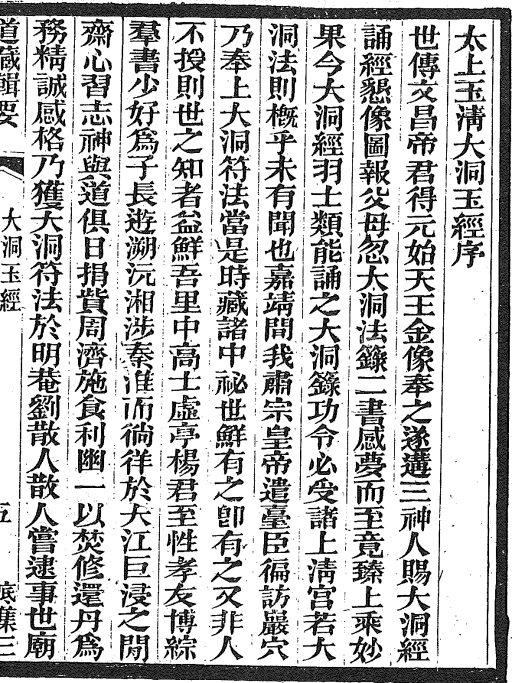 太上玉淸大洞玉經序
世傳文昌帝君得元始天王金像奉之遂遘三神人賜大洞經
誦經懇像圖報父母忽大洞法籙二書感夢而至竟臻上乘妙
果今大洞經羽士類能誦之大洞籙功令必受諸上淸宮若大
洞法則槪乎未有聞也嘉靖間我肅宗皇帝遣臺臣徧訪巖穴
乃奉上大洞符法當是時藏諸中祕世鮮有之卽有之又非人
不授則世之知者益鮮吾里中高士虛亭楊君至性孝友博綜
羣書少好爲子長遊溯沅湘涉秦淮而徜徉於大江巨浸之閒
齋心習志神與道俱日捐貲周濟施食利幽一以焚修還丹爲
務精誠感格乃獲大洞符法於明菴劉散人散人嘗逮事世廟
道藏輯要 大洞玉經 五 底集三